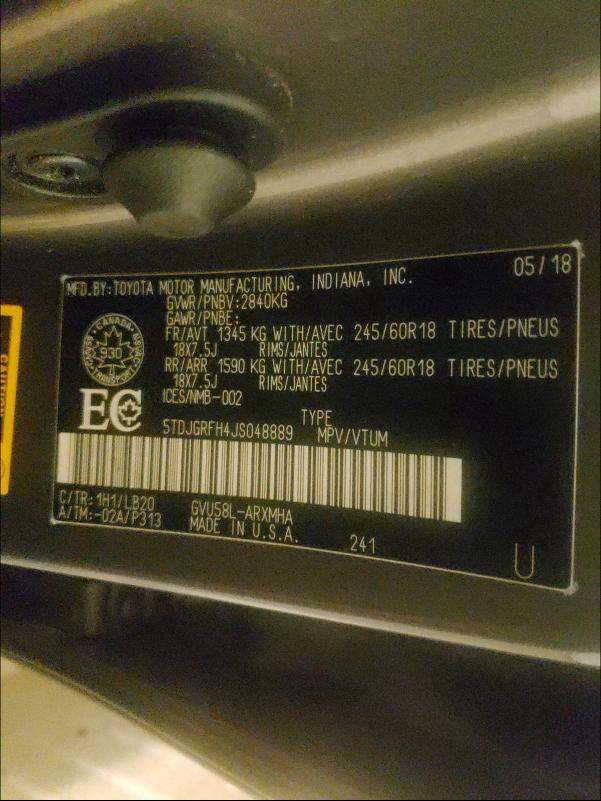 05/18
MFD.BY:TOYOTA MOTOR MANUFACTURING, INDIANA, INC.
GVWR/PNBV:2840KG
GAWR/PNBE:
FR/AVT 1345 KG WITH/AVEC 245/60R18 TIRES/PNEUS
18X7.5J RIMS/JANTES
RR/ARR 1590 KG WITH/AVEC 245/60R18 TIRES/PNEUS
18X7.5J RIMS/JANTES
ICES/NMB-002
CANADA
930
TRANSPORT
EC
TYPE
5TDJGRFH4JS048889 MPV/VTUM
C/TR: 1H1/LB20 GVU58L-ARXMHA
A/TM:-02A/P313 MADE IN U.S.A.
241
U
CAUTION